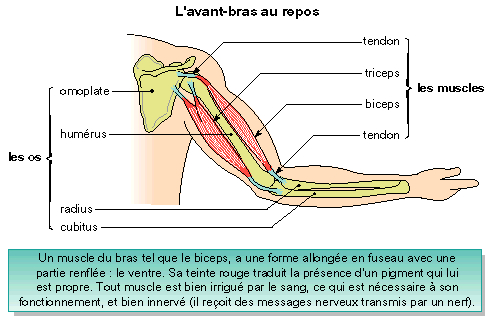 L'avant-bras au repos
tendon
triceps
les muscles
biceps
tendon
omoplate
humérus
les os
radius
cubitus
Un muscle du bras tel que le biceps, a une forme allongée en fuseau avec une
partie renflée : le ventre. Sa teinte rouge traduit la présence d'un pigment qui lui
est propre. Tout muscle est bien irrigué par le sang, ce qui est nécessaire à son
fonctionnement, et bien innervé (il reçoit des messages nerveux transmis par un nerf).